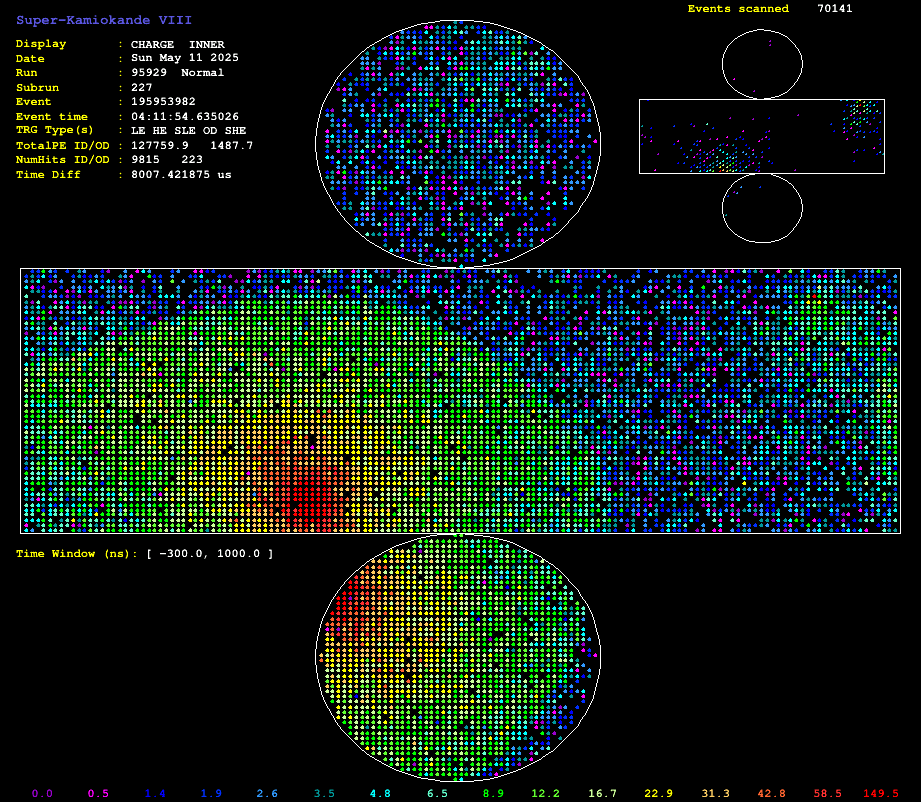 Super-Kamiokande VIII
Events scanned 70141
Display : CHARGE INNER
Date : Sun May 11 2025
Run : 95929 Normal
Subrun : 227
Event : 195953982
Event time : 04:11:54.635026
TRG Type(s) : LE HE SLE OD SHE
TotalPE ID/OD : 127759.9 1487.7
NumHits ID/OD : 9815 223
Time Diff : 8007.421875 us
Time Window (ns): [ -300.0, 1000.0 ]
0.0 0.5 1.4 1.9 2.6 3.5 4.8 6.5 8.9 12.2 16.7 22.9 31.3 42.8 58.5 149.5